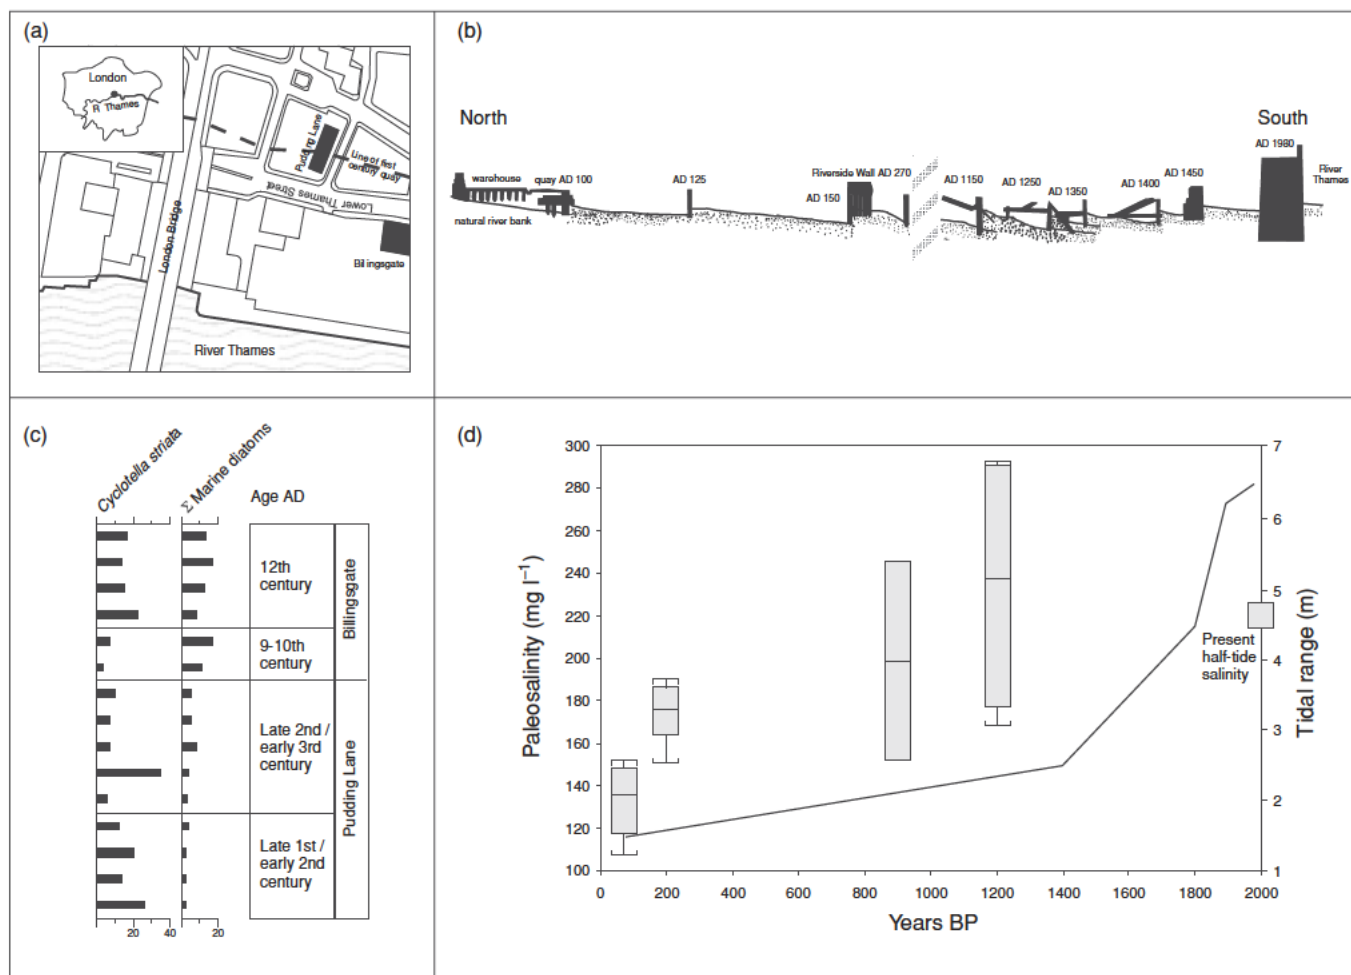 (a)
London
R Thames
Pudding Lane
Line of first
century quay
Lower Thames Street
London Bridge
Billingsgate
River Thames
(b)
North
South
AD 1980
River
Thames
warehouse
quay AD 100
AD 125
Riverside Wall AD 270
AD 150
AD 1150
AD 1250
AD 1350
AD 1400
AD 1450
natural river bank
(c)
Cyclotella striata
Σ Marine diatoms
Age AD
12th
century
9-10th
century
Late 2nd /
early 3rd
century
Late 1st /
early 2nd
century
Billingsgate
Pudding Lane
20
40
20
(d)
Paleosalinity (mg l⁻¹)
300
280
260
240
220
200
180
160
140
120
100
0
200
400
600
800
1000
1200
1400
1600
1800
2000
Years BP
Present
half-tide
salinity
7
6
5
4
3
2
1
Tidal range (m)